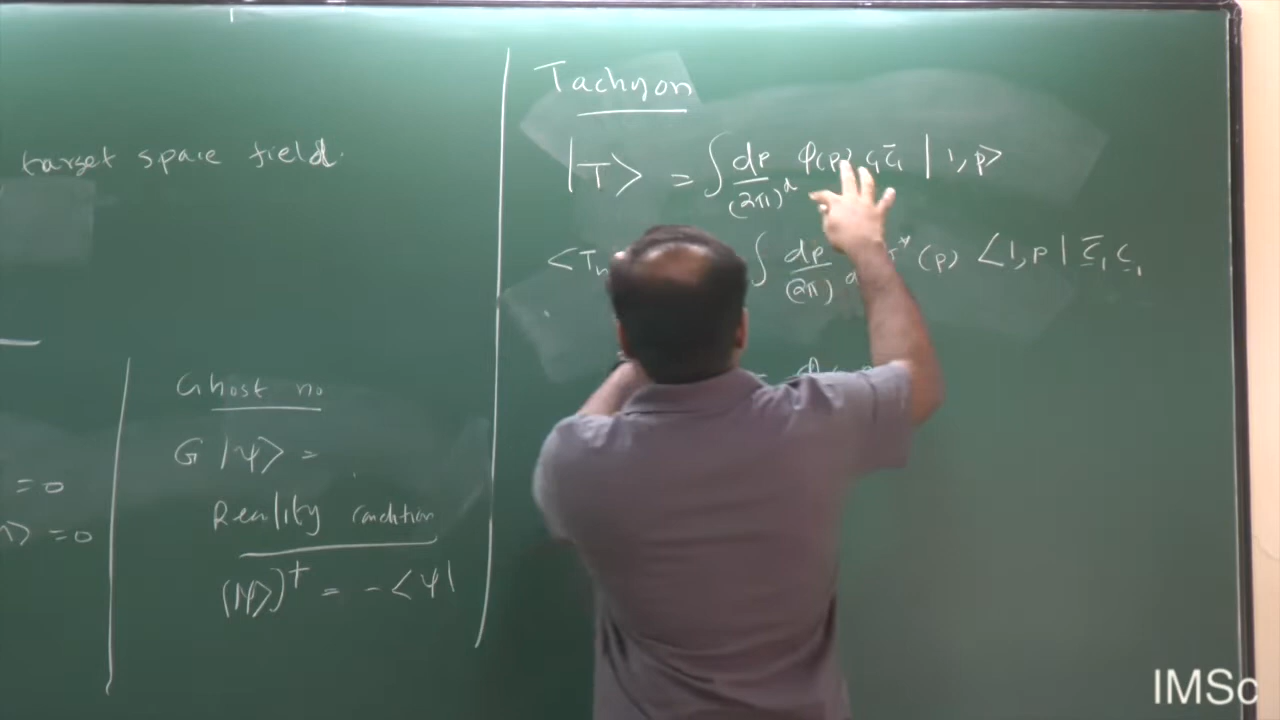 target space field.
= 0
⟩ = 0
Ghost no
G |ψ⟩ =
Reality condition
(|ψ⟩)† = - ⟨ψ|
Tachyon
|T⟩ = ∫ dp/(2π)^d φ(p) c₁c̄₁ |1,p⟩
⟨T ∫ dp/(2π) * (p) ⟨1,p| c̄₁ c₁
IMSc